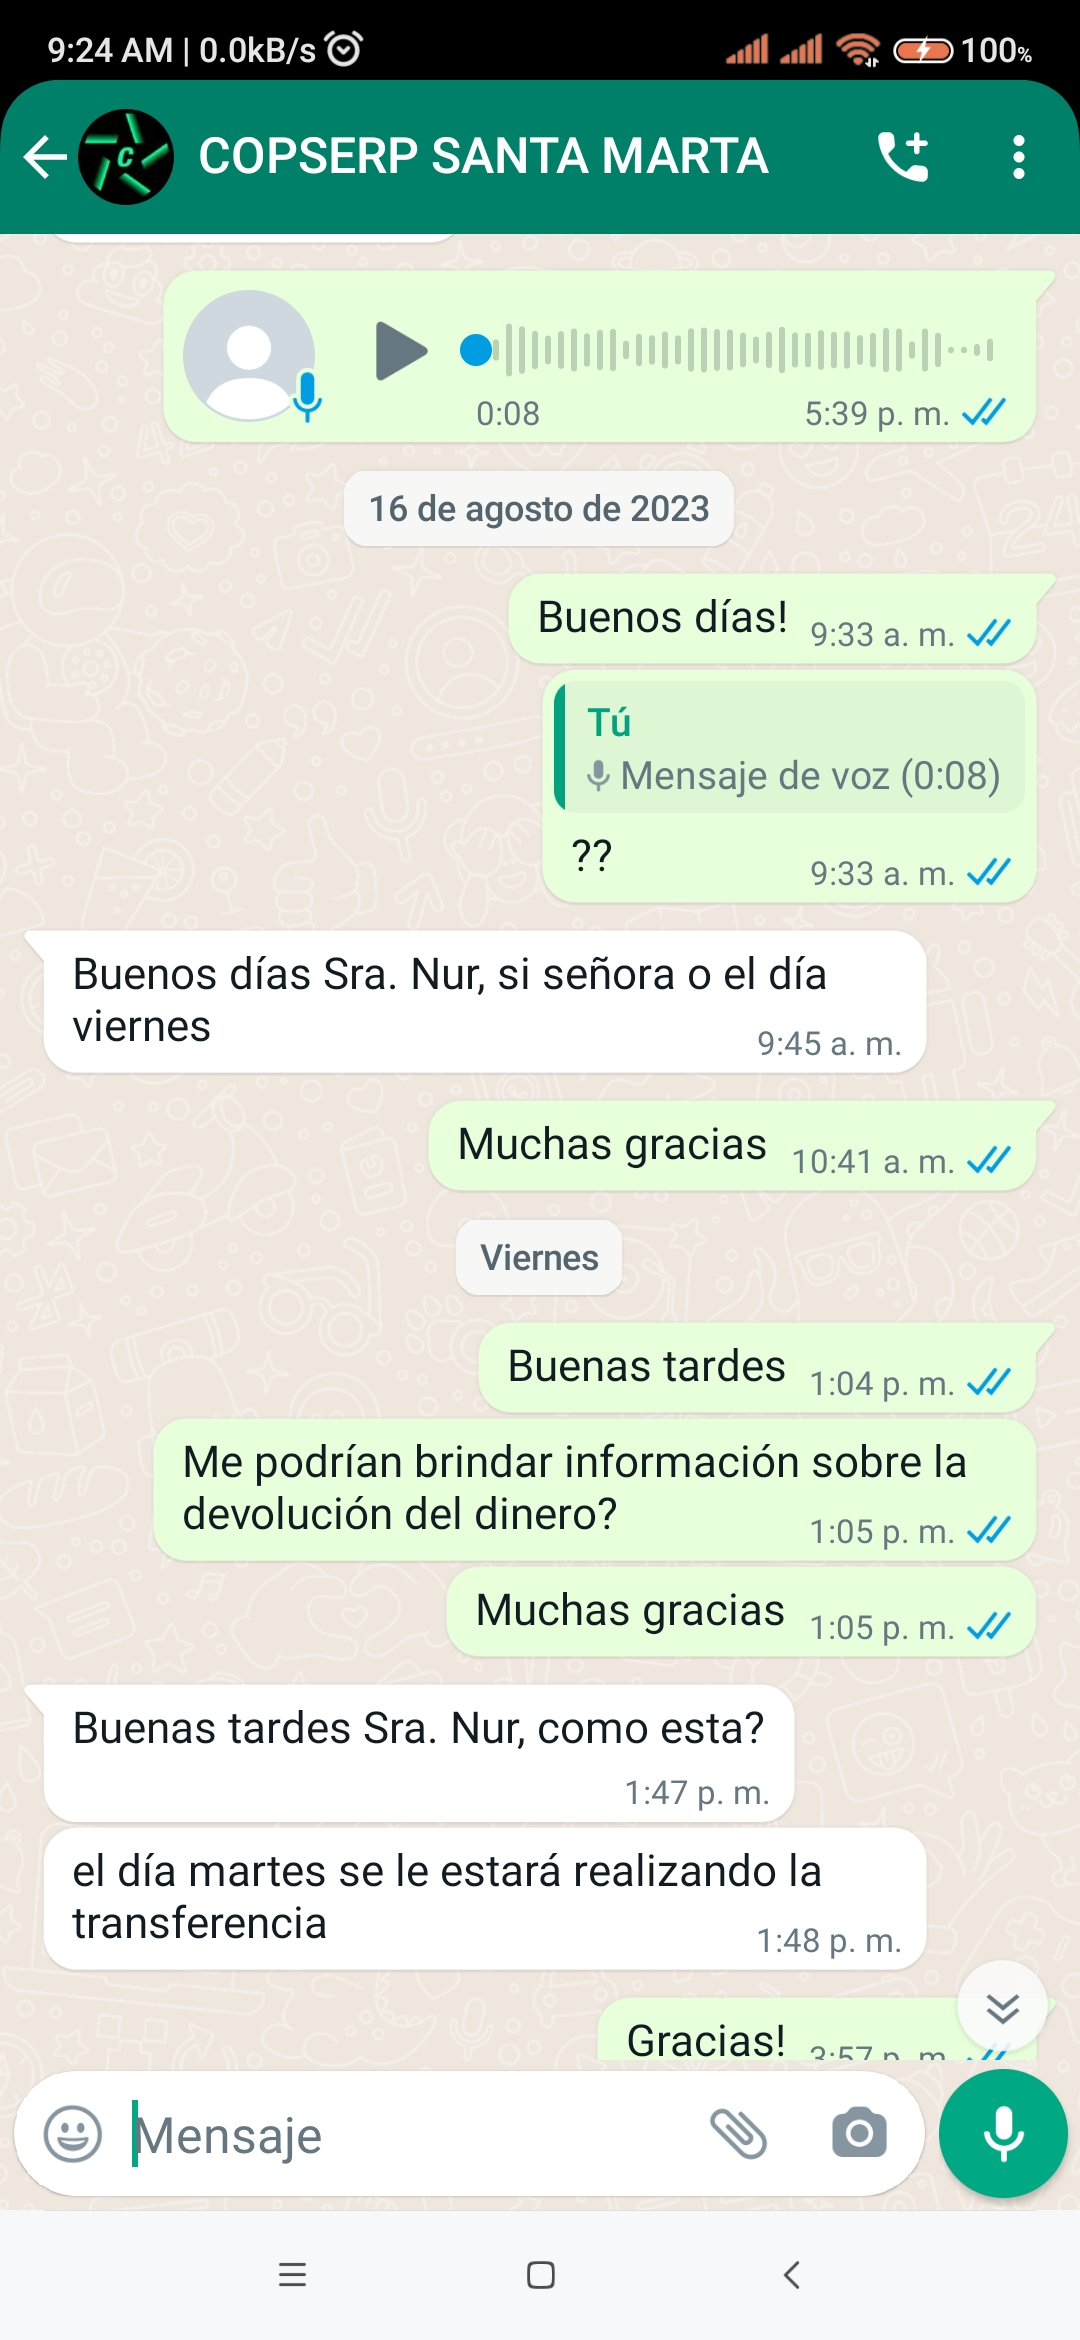 9:24 AM | 0.0kB/s 100%
COPSERP SANTA MARTA
C
0:08 5:39 p. m.
16 de agosto de 2023
Buenos días! 9:33 a. m.
Tú
Mensaje de voz (0:08)
?? 9:33 a. m.
Buenos días Sra. Nur, si señora o el día
viernes 9:45 a. m.
Muchas gracias 10:41 a. m.
Viernes
Buenas tardes 1:04 p. m.
Me podrían brindar información sobre la
devolución del dinero? 1:05 p. m.
Muchas gracias 1:05 p. m.
Buenas tardes Sra. Nur, como esta?
1:47 p. m.
el día martes se le estará realizando la
transferencia 1:48 p. m.
Gracias! 3:57 p. m.
Mensaje